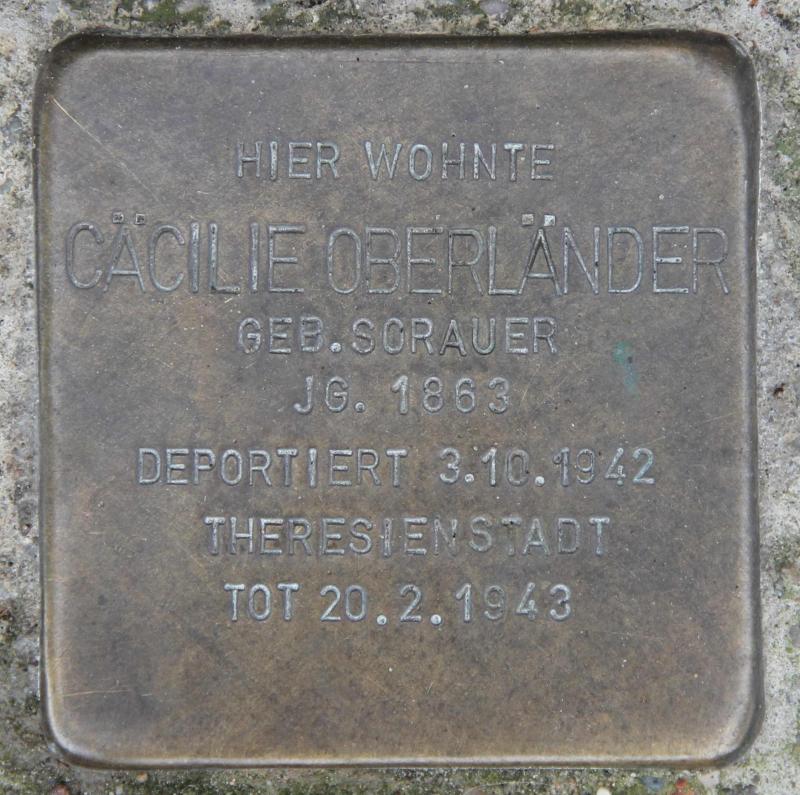 HIER WOHNTE
CÄCILIE OBERLÄNDER
GEB.SORAUER
JG. 1863
DEPORTIERT 3.10.1942
THERESIENSTADT
TOT 20.2.1943